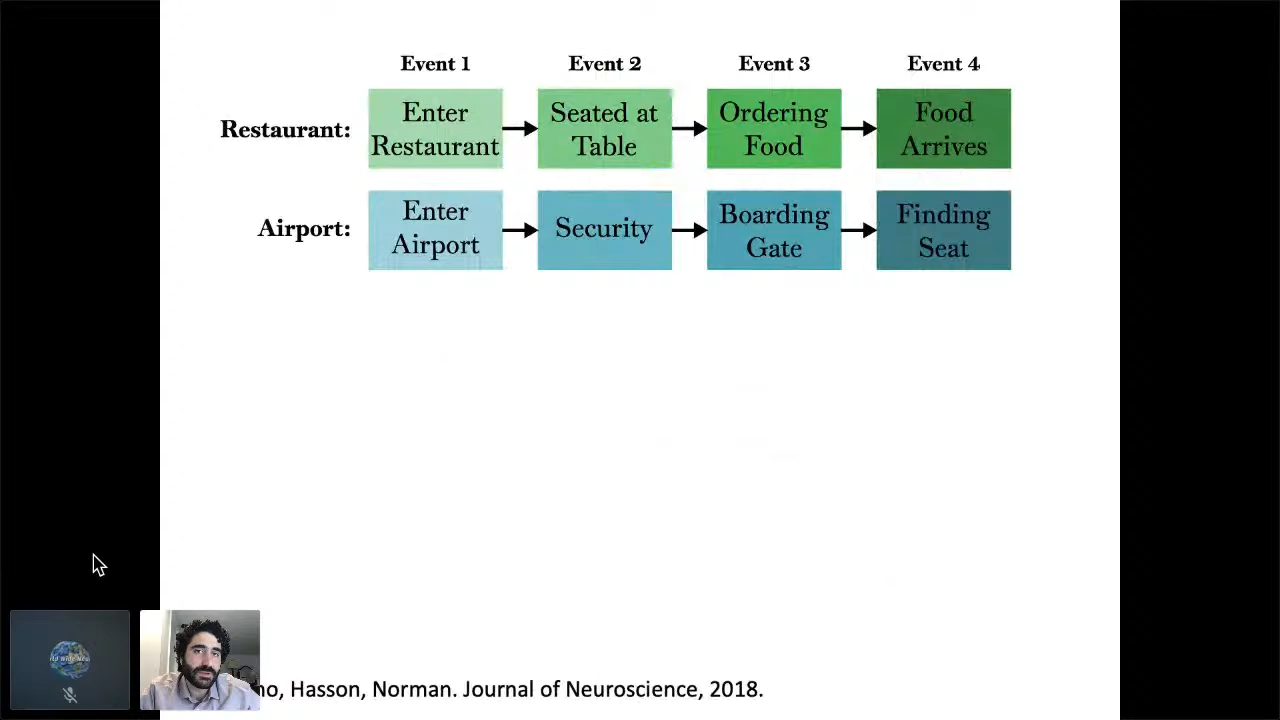 Event 1 Event 2 Event 3 Event 4
Restaurant:
Enter
Restaurant
Seated at
Table
Ordering
Food
Food
Arrives
Airport:
Enter
Airport
Security
Boarding
Gate
Finding
Seat
Hasson, Norman. Journal of Neuroscience, 2018.